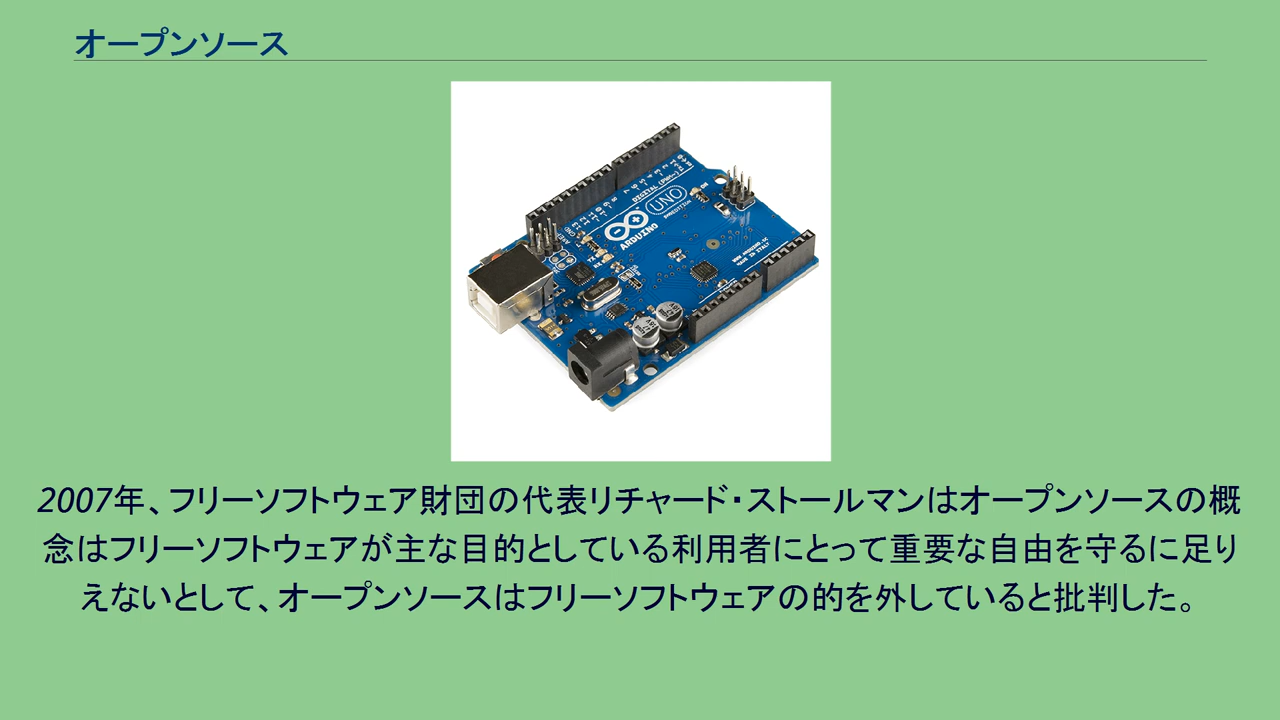 オープンソース
DIGITAL (PWM~)
UNO
ARDUINO
2007年、フリーソフトウェア財団の代表リチャード・ストールマンはオープンソースの概
念はフリーソフトウェアが主な目的としている利用者にとって重要な自由を守るに足り
えないとして、オープンソースはフリーソフトウェアの的を外していると批判した。